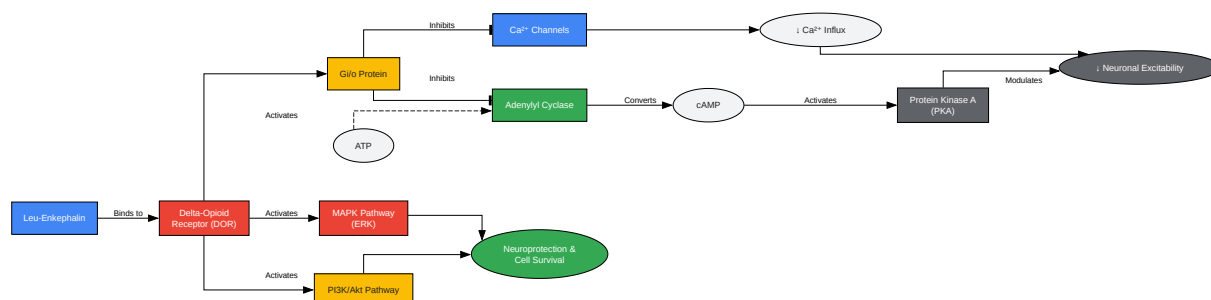 Inhibits
Ca²⁺ Channels
↓ Ca²⁺ Influx
Gi/o Protein
Inhibits
↓ Neuronal Excitability
Modulates
Activates
Adenylyl Cyclase
Converts
cAMP
Activates
Protein Kinase A
(PKA)
ATP
Leu-Enkephalin
Binds to
Delta-Opioid
Receptor (DOR)
Activates
MAPK Pathway
(ERK)
Neuroprotection &
Cell Survival
Activates
PI3K/Akt Pathway